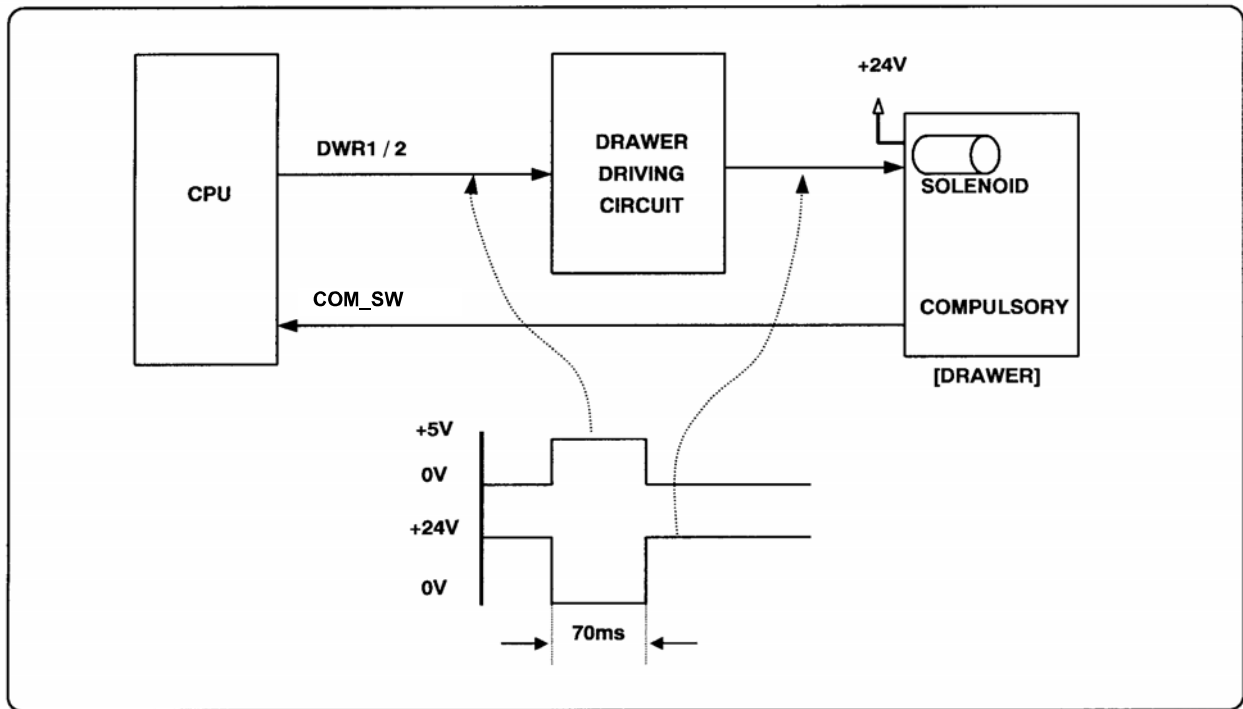 +24V
DWR1 / 2
CPU
DRAWER
DRIVING
CIRCUIT
SOLENOID
COM_SW
COMPULSORY
[DRAWER]
+5V
0V
+24V
0V
70ms